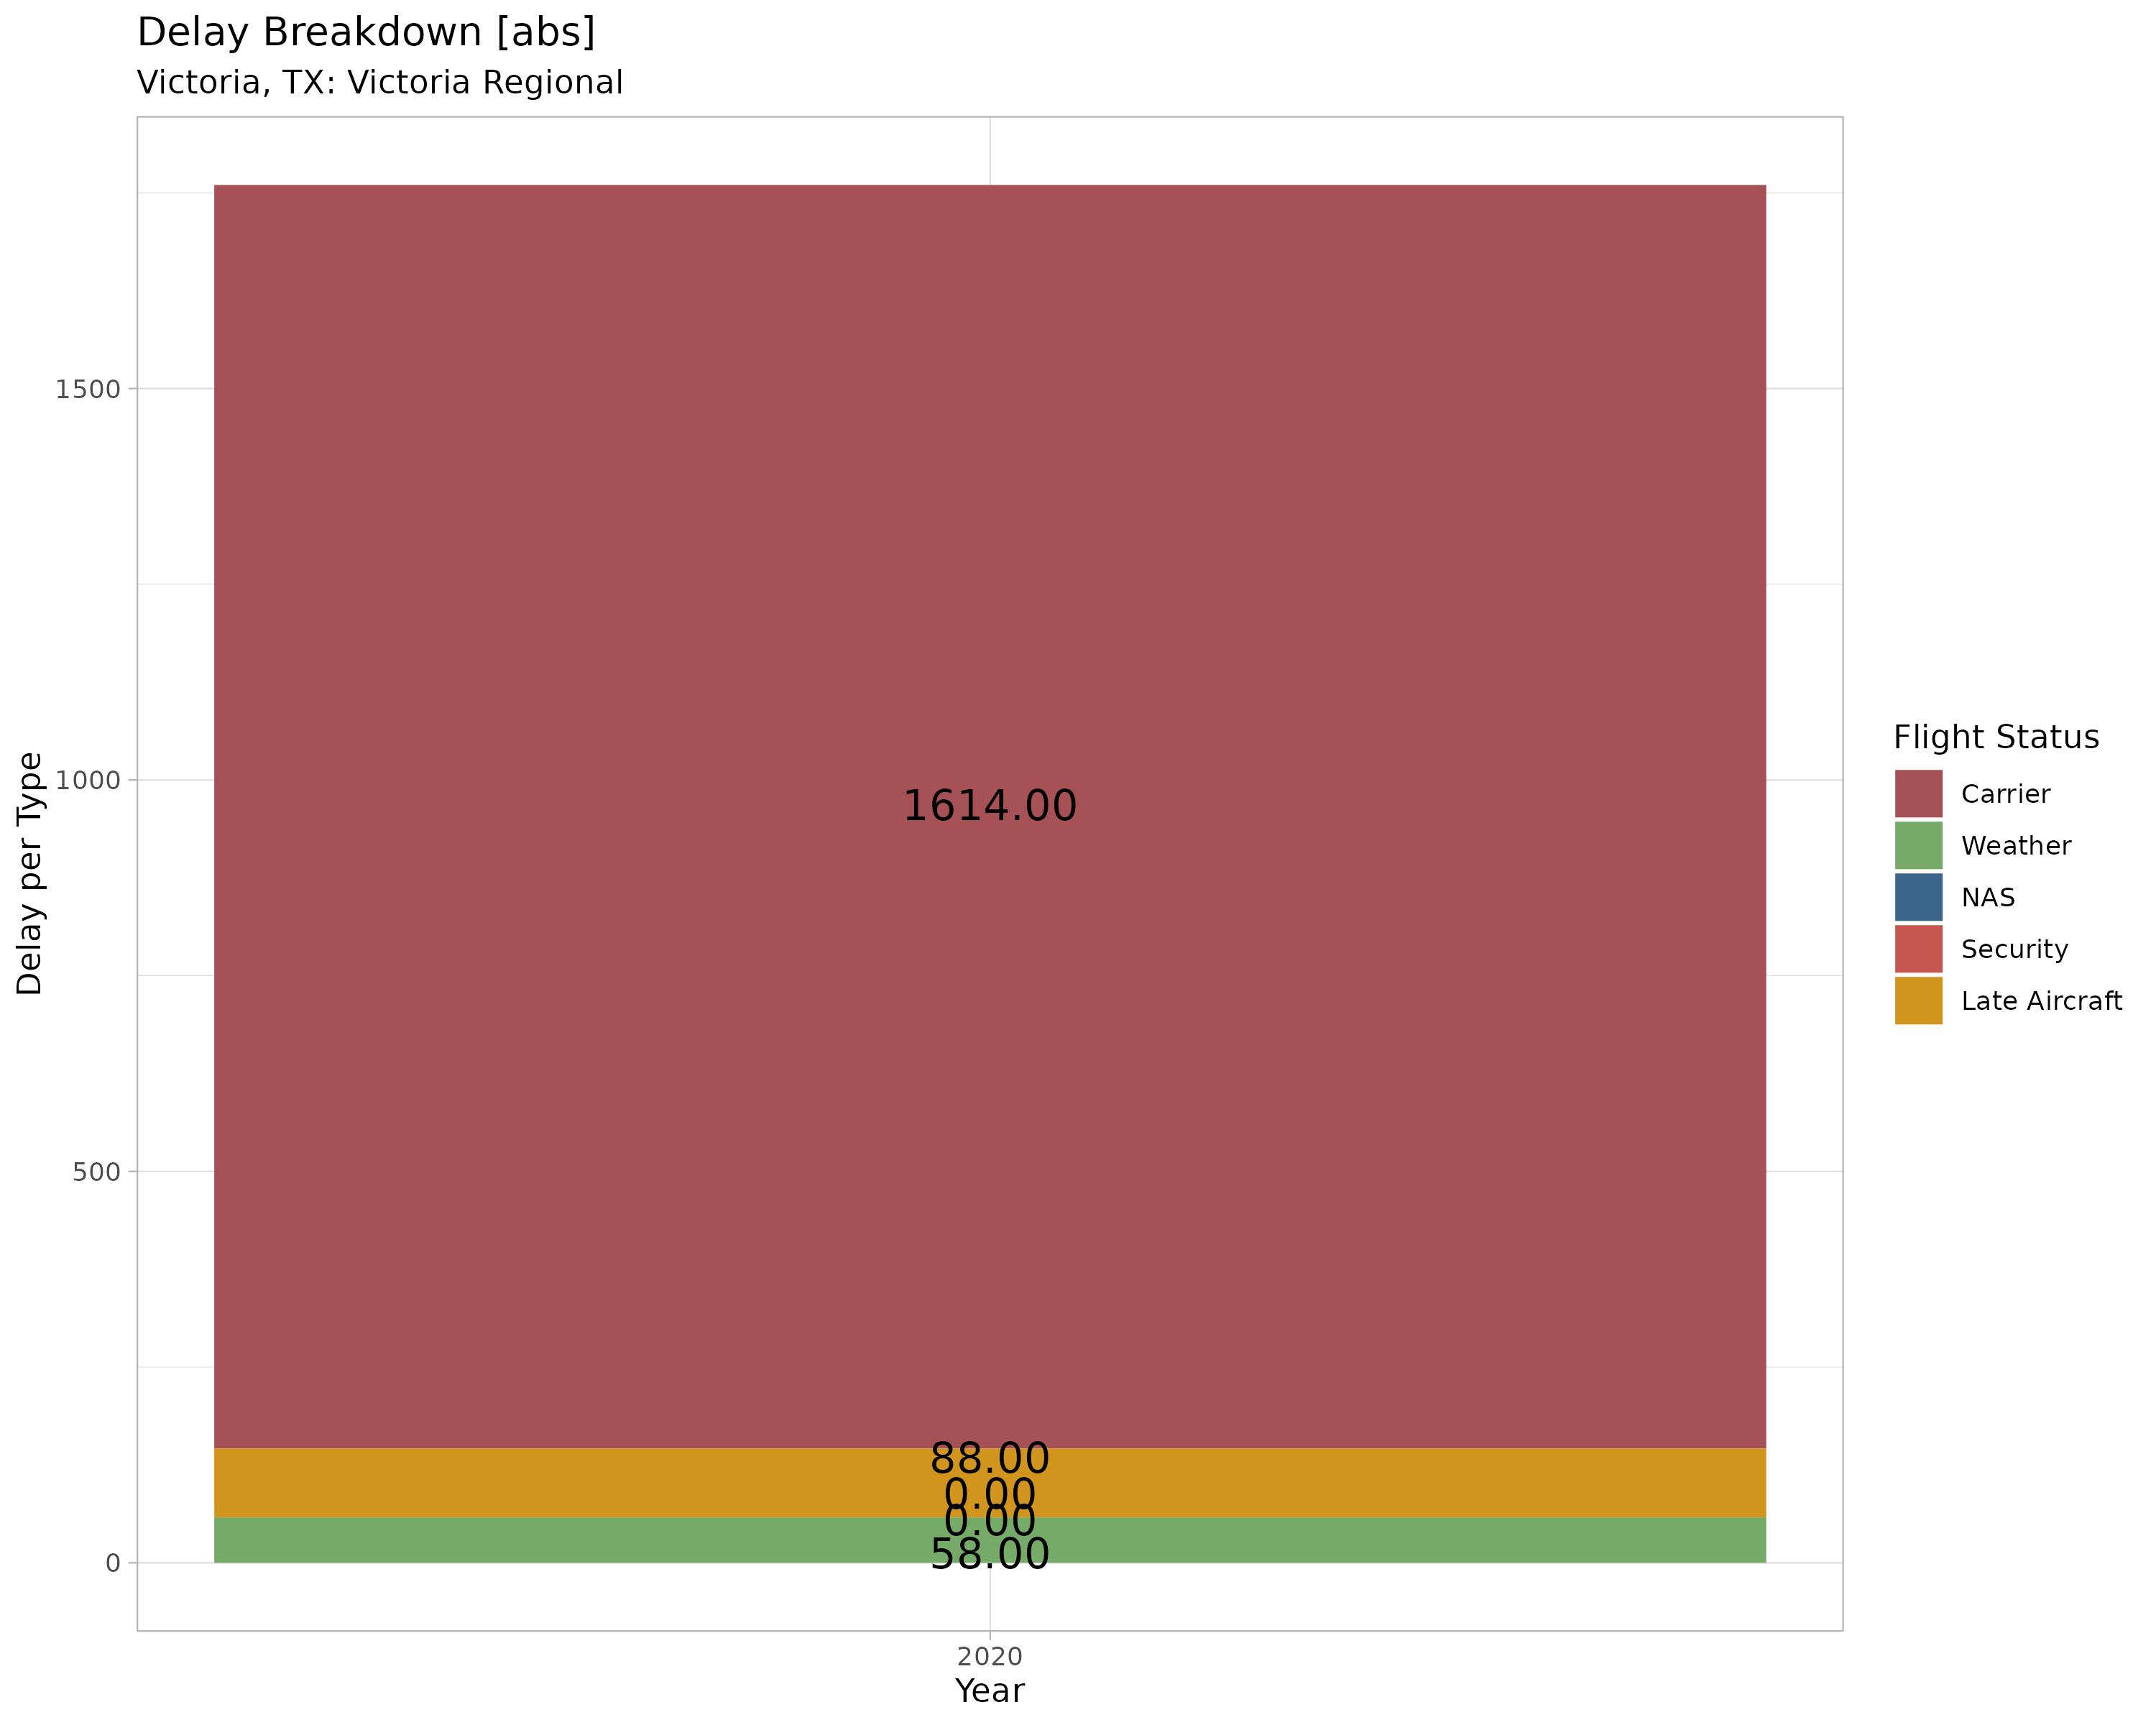 Delay Breakdown [abs]
Victoria, TX: Victoria Regional
Delay per Type
1500
1000
500
0
1614.00
88.00
0.00
0.00
58.00
2020
Year
Flight Status
Carrier
Weather
NAS
Security
Late Aircraft